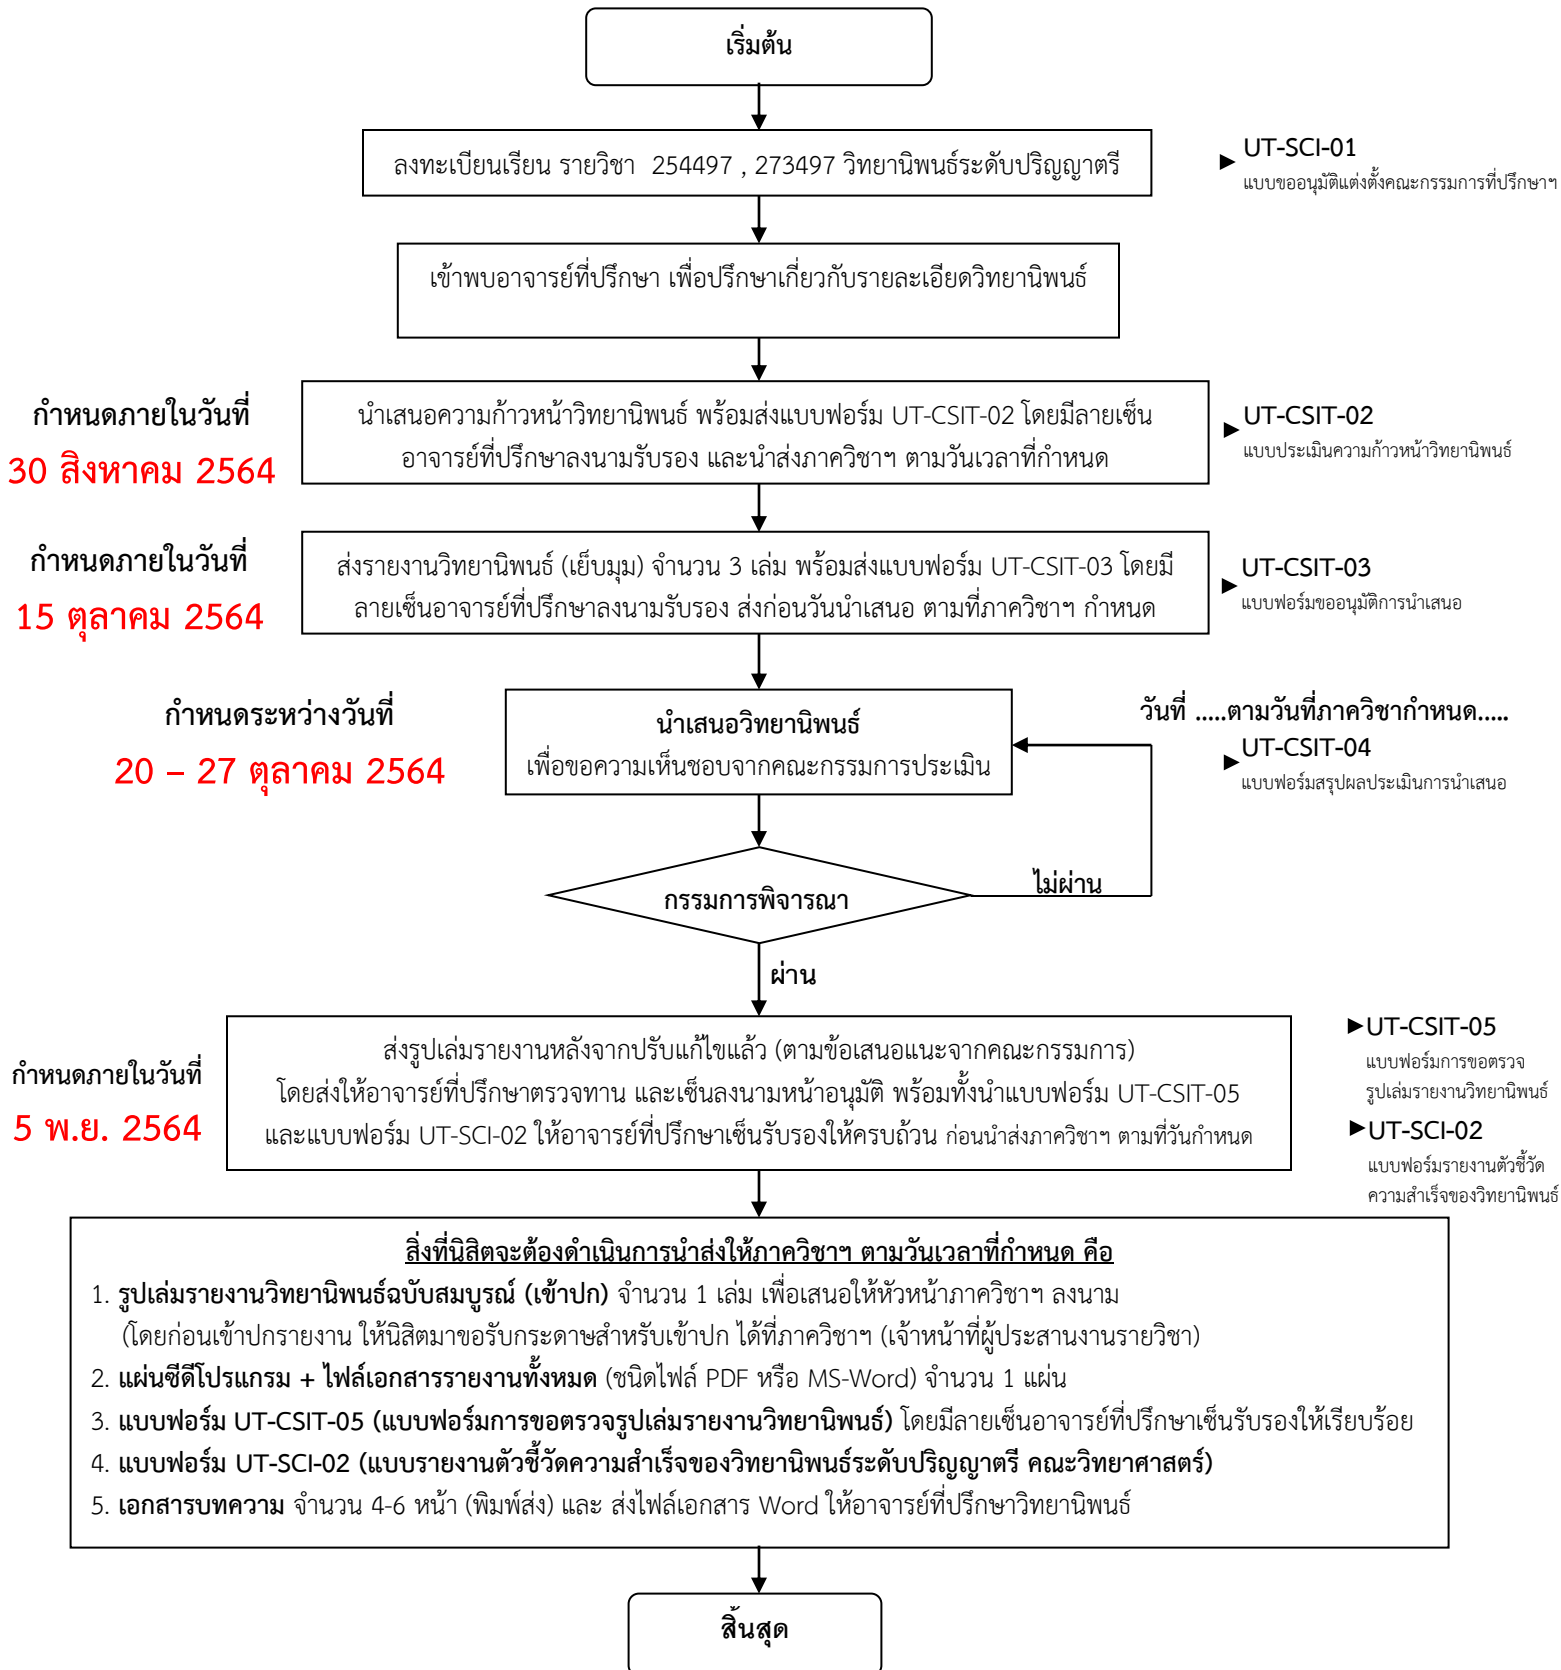 เริ่มต้น
ลงทะเบียนเรียน รายวิชา 254497 , 273497 วิทยานิพนธ์ระดับปริญญาตรี
UT-SCI-01
แบบขออนุมัติแต่งตั้งคณะกรรมการที่ปรึกษาฯ
เข้าพบอาจารย์ที่ปรึกษา เพื่อปรึกษาเกี่ยวกับรายละเอียดวิทยานิพนธ์
กำหนดภายในวันที่
30 สิงหาคม 2564
นำเสนอความก้าวหน้าวิทยานิพนธ์ พร้อมส่งแบบฟอร์ม UT-CSIT-02 โดยมีลายเซ็น
อาจารย์ที่ปรึกษาลงนามรับรอง และนำส่งภาควิชาฯ ตามวันเวลาที่กำหนด
UT-CSIT-02
แบบประเมินความก้าวหน้าวิทยานิพนธ์
กำหนดภายในวันที่
15 ตุลาคม 2564
ส่งรายงานวิทยานิพนธ์ (เย็บมุม) จำนวน 3 เล่ม พร้อมส่งแบบฟอร์ม UT-CSIT-03 โดยมี
ลายเซ็นอาจารย์ที่ปรึกษาลงนามรับรอง ส่งก่อนวันนำเสนอ ตามที่ภาควิชาฯ กำหนด
UT-CSIT-03
แบบฟอร์มขออนุมัติการนำเสนอ
กำหนดระหว่างวันที่
20 – 27 ตุลาคม 2564
นำเสนอวิทยานิพนธ์
เพื่อขอความเห็นชอบจากคณะกรรมการประเมิน
วันที่ .....ตามวันที่ภาควิชากำหนด.....
UT-CSIT-04
แบบฟอร์มสรุปผลประเมินการนำเสนอ
กรรมการพิจารณา
ไม่ผ่าน
ผ่าน
กำหนดภายในวันที่
5 พ.ย. 2564
ส่งรูปเล่มรายงานหลังจากปรับแก้ไขแล้ว (ตามข้อเสนอแนะจากคณะกรรมการ)
โดยส่งให้อาจารย์ที่ปรึกษาตรวจทาน และเซ็นลงนามหน้าอนุมัติ พร้อมทั้งนำแบบฟอร์ม UT-CSIT-05
และแบบฟอร์ม UT-SCI-02 ให้อาจารย์ที่ปรึกษาเซ็นรับรองให้ครบถ้วน ก่อนนำส่งภาควิชาฯ ตามที่วันกำหนด
UT-CSIT-05
แบบฟอร์มการขอตรวจ
รูปเล่มรายงานวิทยานิพนธ์
UT-SCI-02
แบบฟอร์มรายงานตัวชี้วัด
ความสำเร็จของวิทยานิพนธ์
สิ่งที่นิสิตจะต้องดำเนินการนำส่งให้ภาควิชาฯ ตามวันเวลาที่กำหนด คือ
1. รูปเล่มรายงานวิทยานิพนธ์ฉบับสมบูรณ์ (เข้าปก) จำนวน 1 เล่ม เพื่อเสนอให้หัวหน้าภาควิชาฯ ลงนาม
(โดยก่อนเข้าปกรายงาน ให้นิสิตมาขอรับกระดาษสำหรับเข้าปก ได้ที่ภาควิชาฯ (เจ้าหน้าที่ผู้ประสานงานรายวิชา)
2. แผ่นซีดีโปรแกรม + ไฟล์เอกสารรายงานทั้งหมด (ชนิดไฟล์ PDF หรือ MS-Word) จำนวน 1 แผ่น
3. แบบฟอร์ม UT-CSIT-05 (แบบฟอร์มการขอตรวจรูปเล่มรายงานวิทยานิพนธ์) โดยมีลายเซ็นอาจารย์ที่ปรึกษาเซ็นรับรองให้เรียบร้อย
4. แบบฟอร์ม UT-SCI-02 (แบบรายงานตัวชี้วัดความสำเร็จของวิทยานิพนธ์ระดับปริญญาตรี คณะวิทยาศาสตร์)
5. เอกสารบทความ จำนวน 4-6 หน้า (พิมพ์ส่ง) และ ส่งไฟล์เอกสาร Word ให้อาจารย์ที่ปรึกษาวิทยานิพนธ์
สิ้นสุด